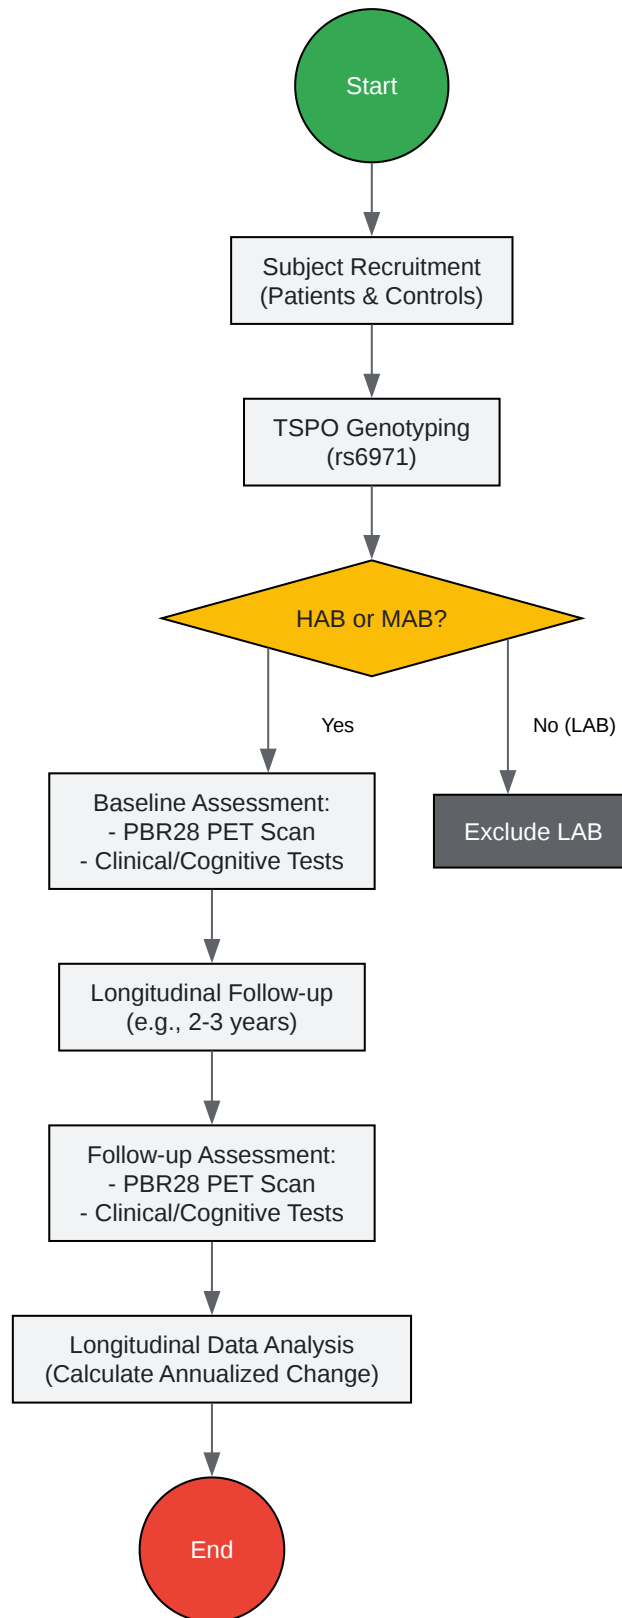 Start
Subject Recruitment
(Patients & Controls)
TSPO Genotyping
(rs6971)
HAB or MAB?
Yes
No (LAB)
Baseline Assessment:
- PBR28 PET Scan
- Clinical/Cognitive Tests
Exclude LAB
Longitudinal Follow-up
(e.g., 2-3 years)
Follow-up Assessment:
- PBR28 PET Scan
- Clinical/Cognitive Tests
Longitudinal Data Analysis
(Calculate Annualized Change)
End